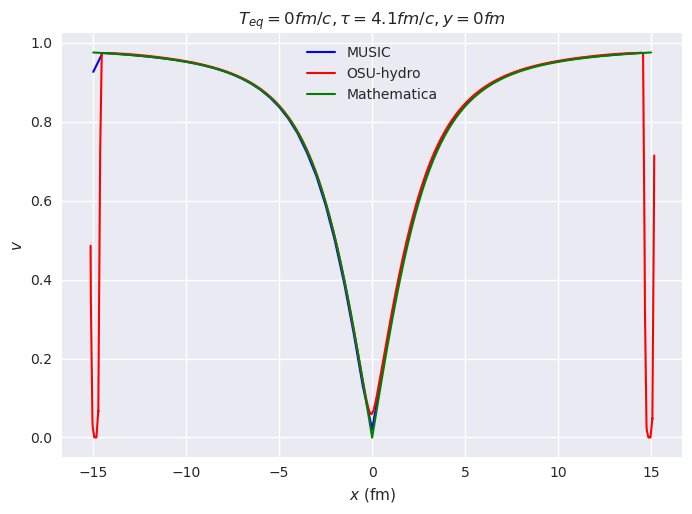 T_eq = 0fm/c, τ = 4.1fm/c, y = 0fm
MUSIC
OSU-hydro
Mathematica
1.0
0.8
0.6
0.4
0.2
0.0
v
−15
−10
−5
0
5
10
15
x (fm)